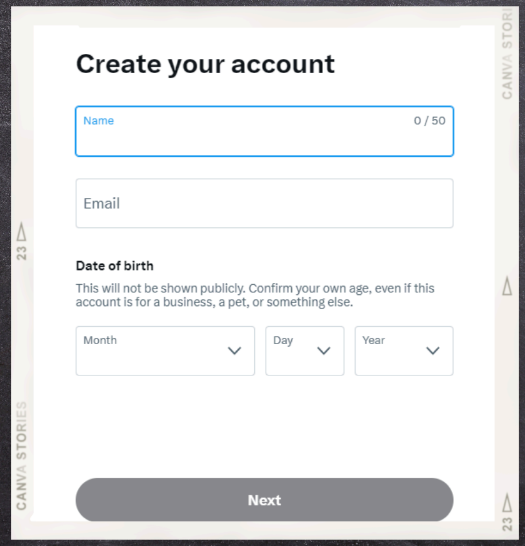 CANVA STORIES
Create your account
Name
0 / 50
Email
23
Date of birth
This will not be shown publicly. Confirm your own age, even if this
account is for a business, a pet, or something else.
Month
Day
Year
CANVA STORIES
Next
23